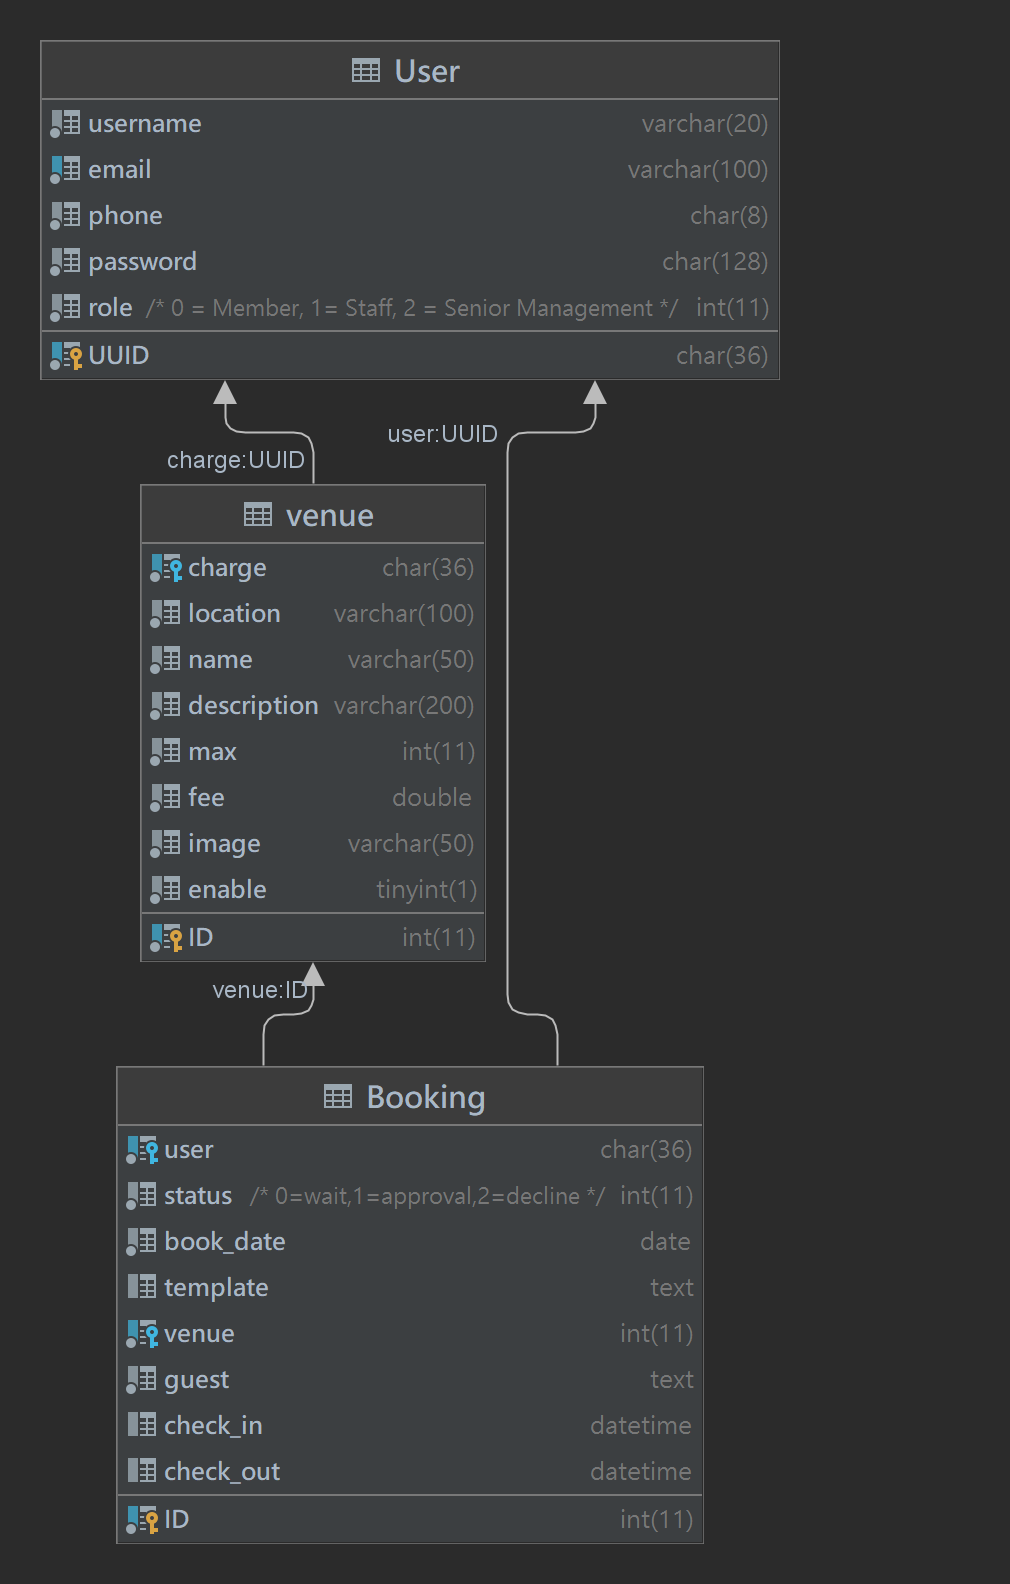 User
username varchar(20)
email varchar(100)
phone char(8)
password char(128)
role /* 0 = Member, 1= Staff, 2 = Senior Management */ int(11)
UUID char(36)
user:UUID
charge:UUID
venue
charge char(36)
location varchar(100)
name varchar(50)
description varchar(200)
max int(11)
fee double
image varchar(50)
enable tinyint(1)
ID int(11)
venue:ID
Booking
user char(36)
status /* 0=wait,1=approval,2=decline */ int(11)
book_date date
template text
venue int(11)
guest text
check_in datetime
check_out datetime
ID int(11)